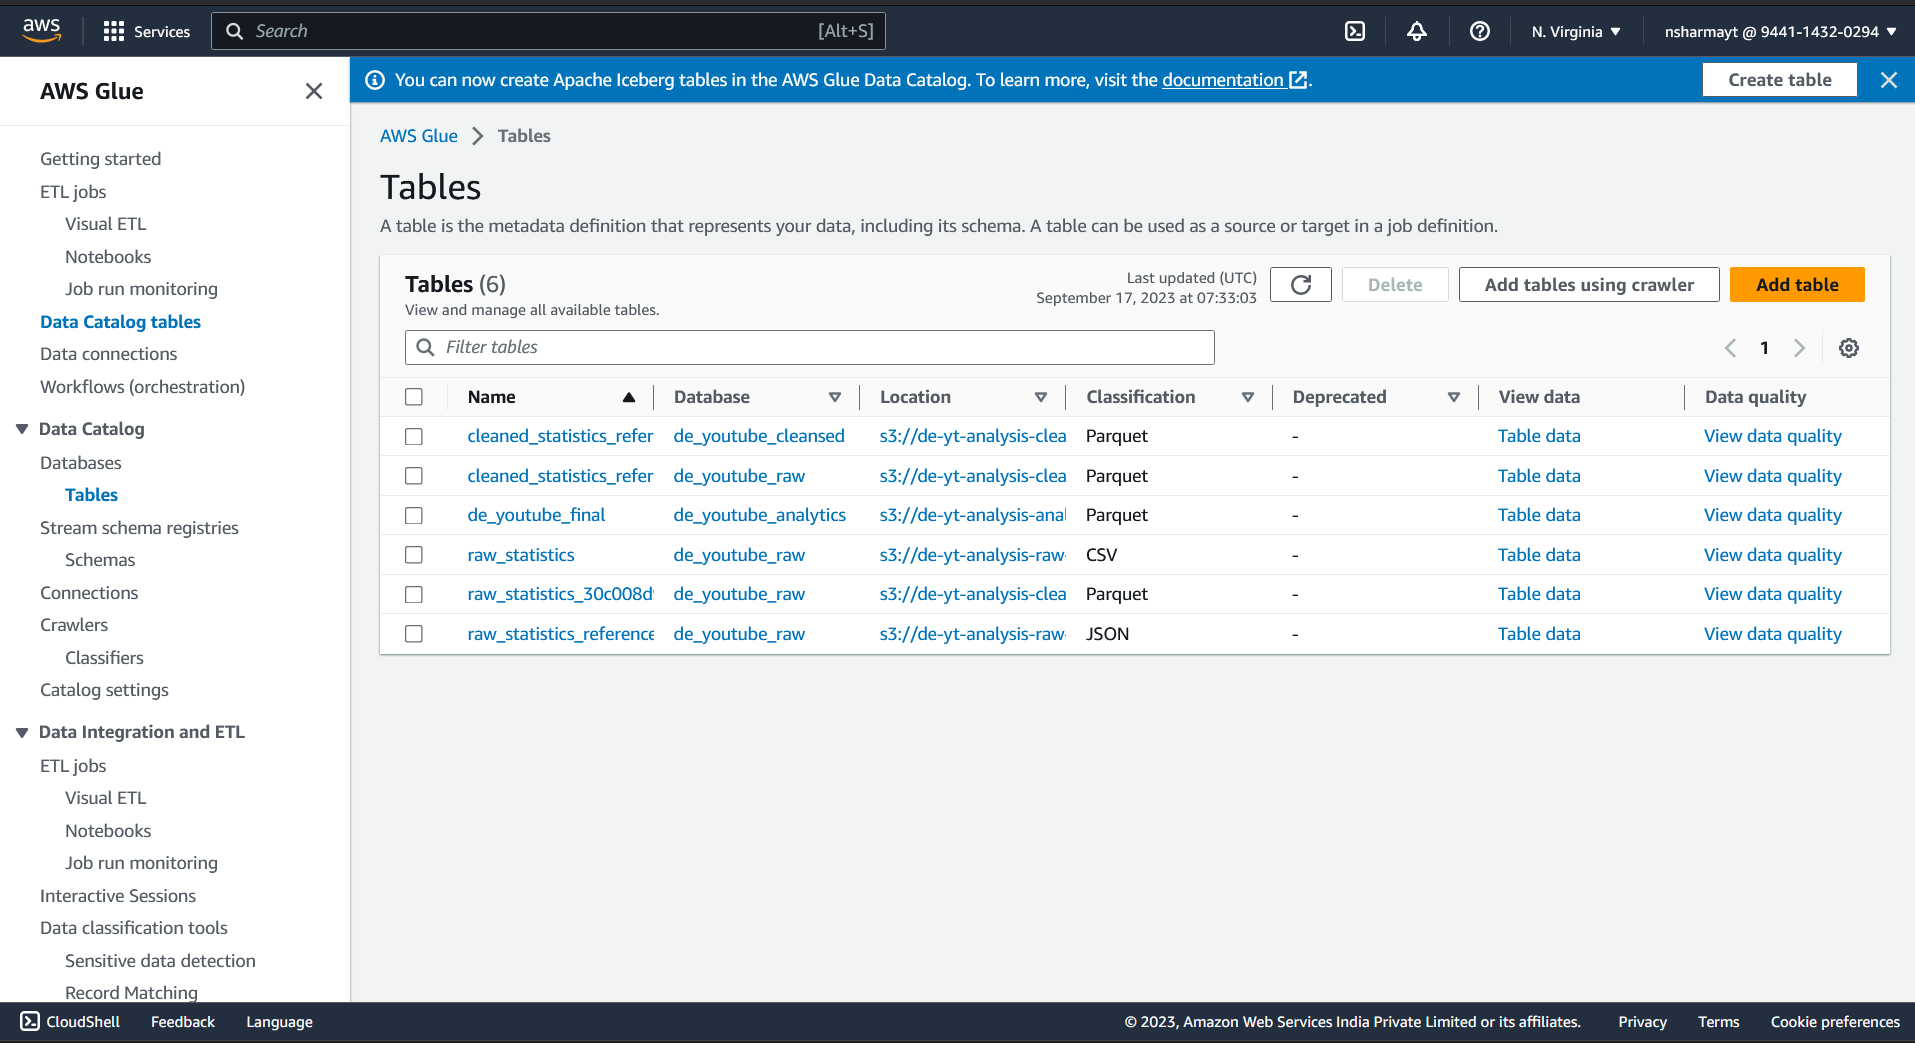 aws
Services
Search
[Alt+S]
N. Virginia
nsharmayt @ 9441-1432-0294
AWS Glue
Getting started
ETL jobs
Visual ETL
Notebooks
Job run monitoring
Data Catalog tables
Data connections
Workflows (orchestration)
Data Catalog
Databases
Tables
Stream schema registries
Schemas
Connections
Crawlers
Classifiers
Catalog settings
Data Integration and ETL
ETL jobs
Visual ETL
Notebooks
Job run monitoring
Interactive Sessions
Data classification tools
Sensitive data detection
Record Matching
You can now create Apache Iceberg tables in the AWS Glue Data Catalog. To learn more, visit the documentation.
Create table
AWS Glue > Tables
Tables
A table is the metadata definition that represents your data, including its schema. A table can be used as a source or target in a job definition.
Tables (6)
View and manage all available tables.
Last updated (UTC)
September 17, 2023 at 07:33:03
Delete
Add tables using crawler
Add table
Filter tables
1
Name Database Location Classification Deprecated View data Data quality
cleaned_statistics_refer de_youtube_cleansed s3://de-yt-analysis-clea Parquet - Table data View data quality
cleaned_statistics_refer de_youtube_raw s3://de-yt-analysis-clea Parquet - Table data View data quality
de_youtube_final de_youtube_analytics s3://de-yt-analysis-anal Parquet - Table data View data quality
raw_statistics de_youtube_raw s3://de-yt-analysis-raw- CSV - Table data View data quality
raw_statistics_30c008d de_youtube_raw s3://de-yt-analysis-clea Parquet - Table data View data quality
raw_statistics_reference de_youtube_raw s3://de-yt-analysis-raw- JSON - Table data View data quality
CloudShell
Feedback
Language
© 2023, Amazon Web Services India Private Limited or its affiliates.
Privacy
Terms
Cookie preferences